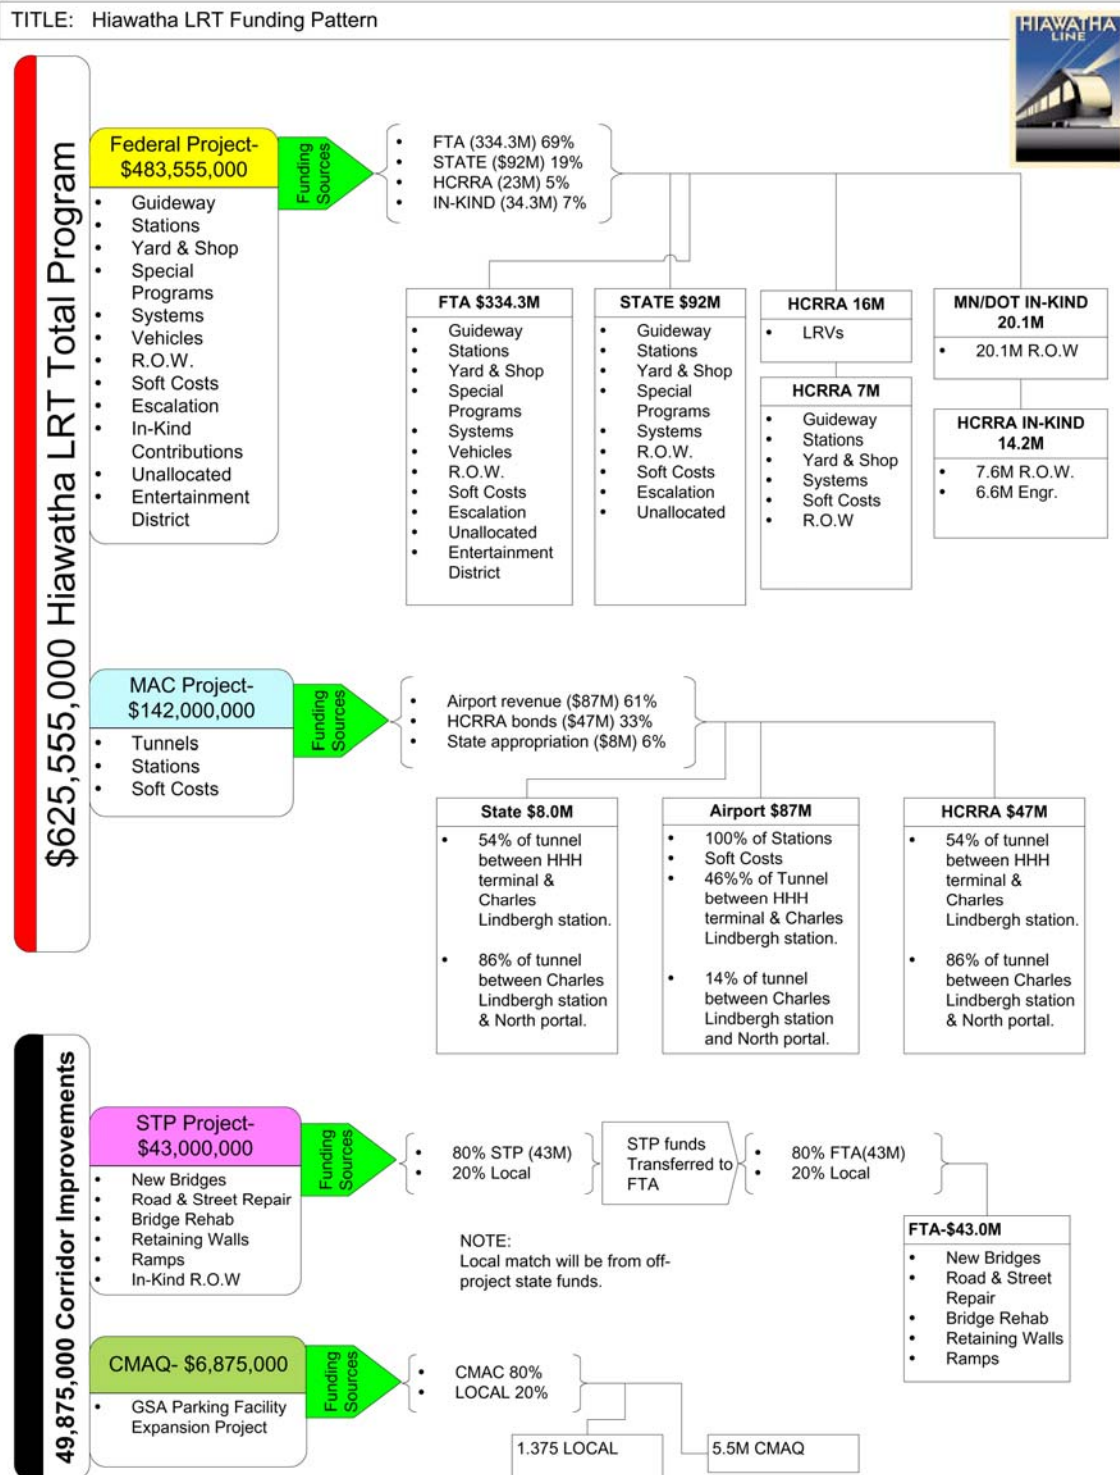 TITLE: Hiawatha LRT Funding Pattern
HIAWATHA
LINE
$625,555,000 Hiawatha LRT Total Program
Federal Project-
$483,555,000
• Guideway
• Stations
• Yard & Shop
• Special
Programs
• Systems
• Vehicles
• R.O.W.
• Soft Costs
• Escalation
• In-Kind
Contributions
• Unallocated
• Entertainment
District
Funding
Sources
• FTA (334.3M) 69%
• STATE ($92M) 19%
• HCRRA (23M) 5%
• IN-KIND (34.3M) 7%
FTA $334.3M
• Guideway
• Stations
• Yard & Shop
• Special
Programs
• Systems
• Vehicles
• R.O.W.
• Soft Costs
• Escalation
• Unallocated
• Entertainment
District
STATE $92M
• Guideway
• Stations
• Yard & Shop
• Special
Programs
• Systems
• R.O.W.
• Soft Costs
• Escalation
• Unallocated
HCRRA 16M
• LRVs
HCRRA 7M
• Guideway
• Stations
• Yard & Shop
• Systems
• Soft Costs
• R.O.W
MN/DOT IN-KIND
20.1M
• 20.1M R.O.W
HCRRA IN-KIND
14.2M
• 7.6M R.O.W.
• 6.6M Engr.
MAC Project-
$142,000,000
• Tunnels
• Stations
• Soft Costs
Funding
Sources
• Airport revenue ($87M) 61%
• HCRRA bonds ($47M) 33%
• State appropriation ($8M) 6%
State $8.0M
• 54% of tunnel
between HHH
terminal &
Charles
Lindbergh station.
• 86% of tunnel
between Charles
Lindbergh station
& North portal.
Airport $87M
• 100% of Stations
• Soft Costs
• 46%% of Tunnel
between HHH
terminal & Charles
Lindbergh station.
• 14% of tunnel
between Charles
Lindbergh station
and North portal.
HCRRA $47M
• 54% of tunnel
between HHH
terminal &
Charles
Lindbergh station.
• 86% of tunnel
between Charles
Lindbergh station
& North portal.
49,875,000 Corridor Improvements
STP Project-
$43,000,000
• New Bridges
• Road & Street Repair
• Bridge Rehab
• Retaining Walls
• Ramps
• In-Kind R.O.W
Funding
Sources
• 80% STP (43M)
• 20% Local
STP funds
Transferred to
FTA
• 80% FTA(43M)
• 20% Local
NOTE:
Local match will be from off-
project state funds.
FTA-$43.0M
• New Bridges
• Road & Street
Repair
• Bridge Rehab
• Retaining Walls
• Ramps
CMAQ- $6,875,000
• GSA Parking Facility
Expansion Project
Funding
Sources
• CMAC 80%
• LOCAL 20%
1.375 LOCAL
5.5M CMAQ